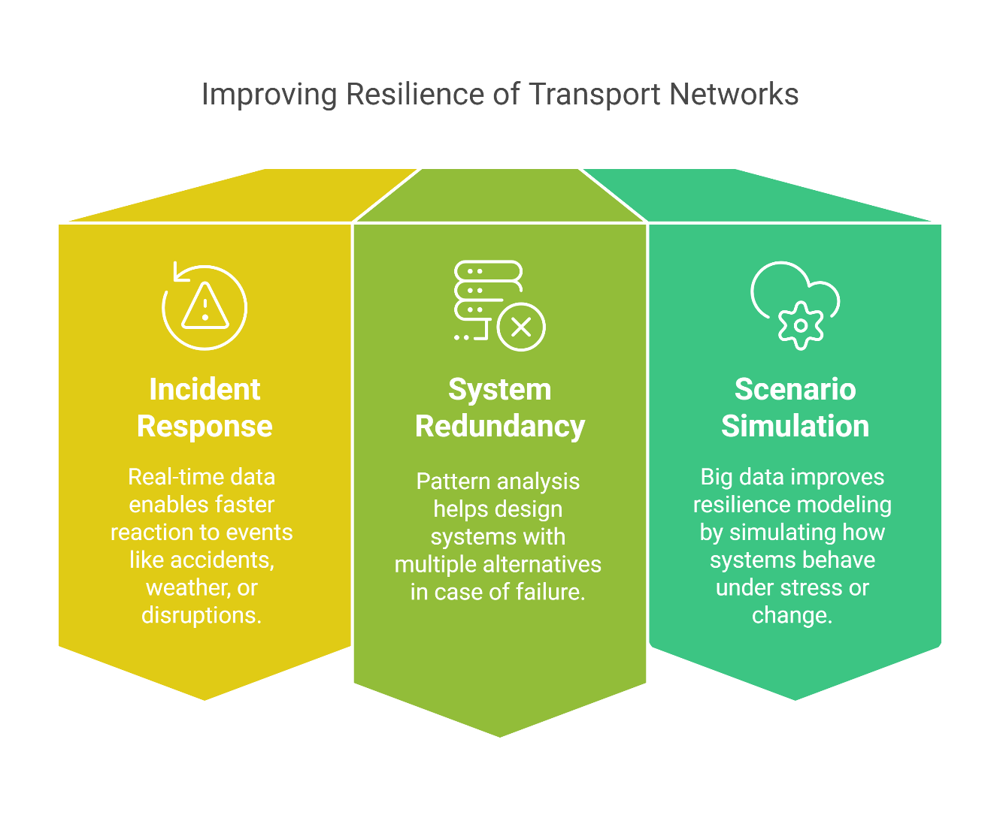 Improving Resilience of Transport Networks
Incident
Response
Real-time data
enables faster
reaction to events
like accidents,
weather, or
disruptions.
System
Redundancy
Pattern analysis
helps design
systems with
multiple alternatives
in case of failure.
Scenario
Simulation
Big data improves
resilience modeling
by simulating how
systems behave
under stress or
change.